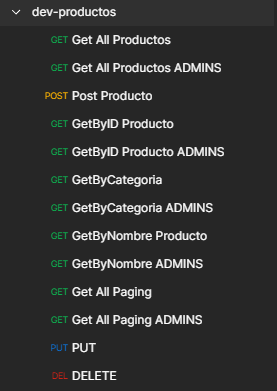 dev-productos
GET Get All Productos
GET Get All Productos ADMINS
POST Post Producto
GET GetByID Producto
GET GetByID Producto ADMINS
GET GetByCategoria
GET GetByCategoria ADMINS
GET GetByNombre Producto
GET GetByNombre ADMINS
GET Get All Paging
GET Get All Paging ADMINS
PUT PUT
DEL DELETE